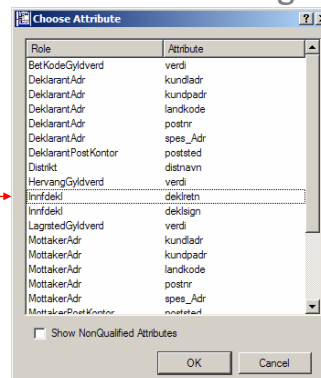 Choose Attribute
Role Attribute
BetKodeGyldverd verdi
DeklarantAdr kundladr
DeklarantAdr kundpadr
DeklarantAdr landkode
DeklarantAdr postnr
DeklarantAdr spes_Adr
DeklarantPostKontor poststed
Distrikt distnavn
HervangGyldverd verdi
Innfdekl deklretn
Innfdekl deklsign
LagrstedGyldverd verdi
MottakerAdr kundladr
MottakerAdr kundpadr
MottakerAdr landkode
MottakerAdr postnr
MottakerAdr spes_Adr
MottakerPostKontor poststed
Show NonQualified Attributes
OK Cancel